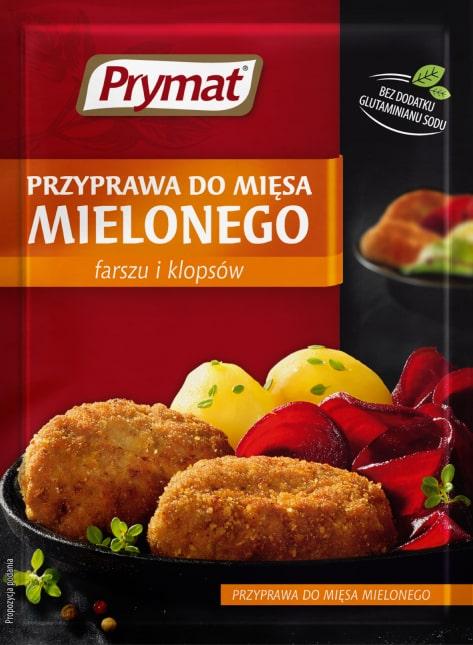 Prymat®
BEZ DODATKU
GLUTAMINIANU SODU
PRZYPRAWA DO MIĘSA
MIELONEGO
farszu i klopsów
Propozycja podania
PRZYPRAWA DO MIĘSA MIELONEGO